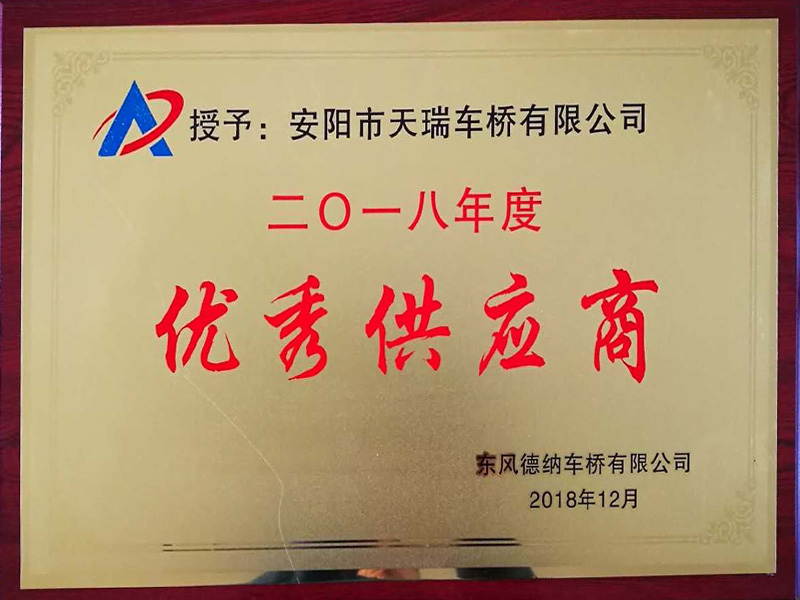 授予：安阳市天瑞车桥有限公司
二〇一八年度
优秀供应商
东风德纳车桥有限公司
2018年12月